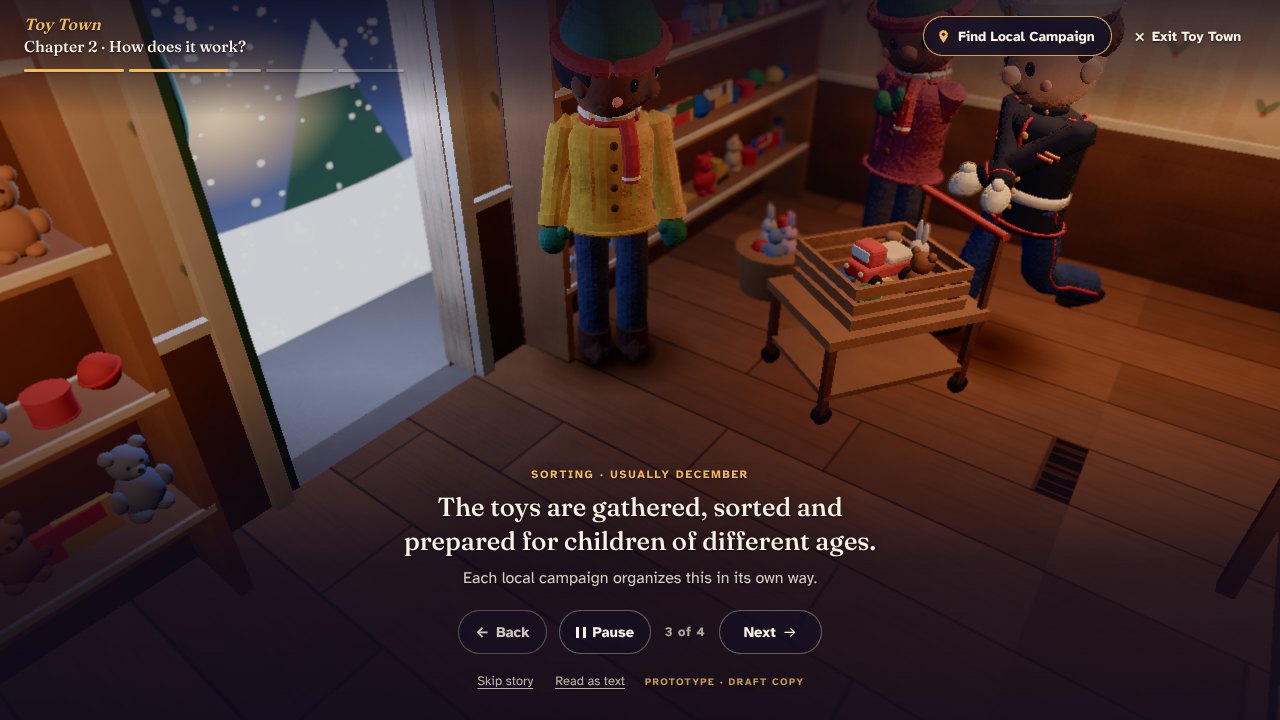 Toy Town
Chapter 2 · How does it work?
Find Local Campaign
× Exit Toy Town
SORTING · USUALLY DECEMBER
The toys are gathered, sorted and
prepared for children of different ages.
Each local campaign organizes this in its own way.
← Back
Pause
3 of 4
Next →
Skip story
Read as text
PROTOTYPE · DRAFT COPY